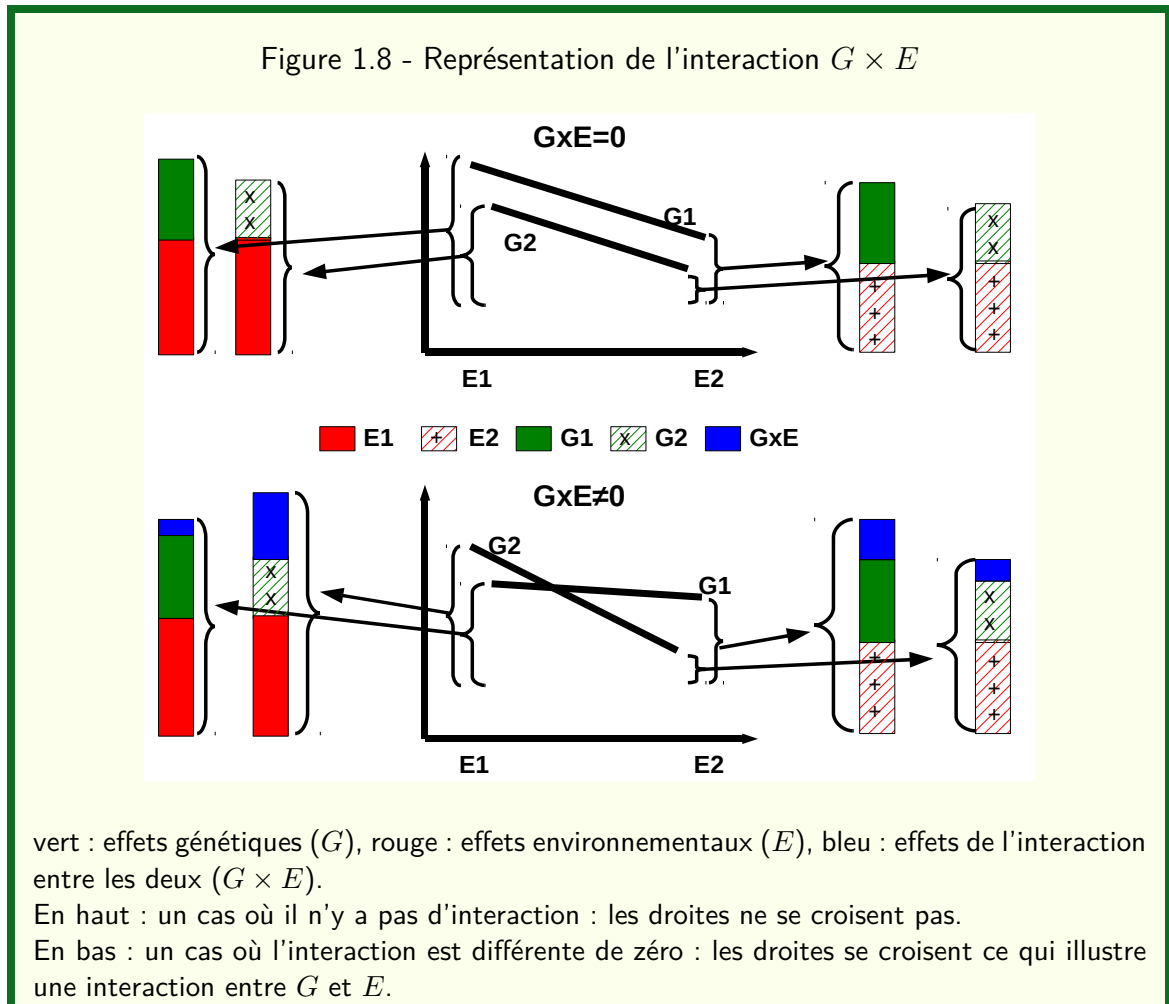 Figure 1.8 - Représentation de l'interaction G × E
GxE=0
x
x
G1
G2
x
x
+
+
+
+
+
+
E1 E2
E1 + E2 G1 x G2 GxE
GxE≠0
G2
G1
x
x
x
x
+
+
+
+
+
+
E1 E2
vert : effets génétiques (G), rouge : effets environnementaux (E), bleu : effets de l'interaction
entre les deux (G × E).
En haut : un cas où il n'y a pas d'interaction : les droites ne se croisent pas.
En bas : un cas où l'interaction est différente de zéro : les droites se croisent ce qui illustre
une interaction entre G et E.